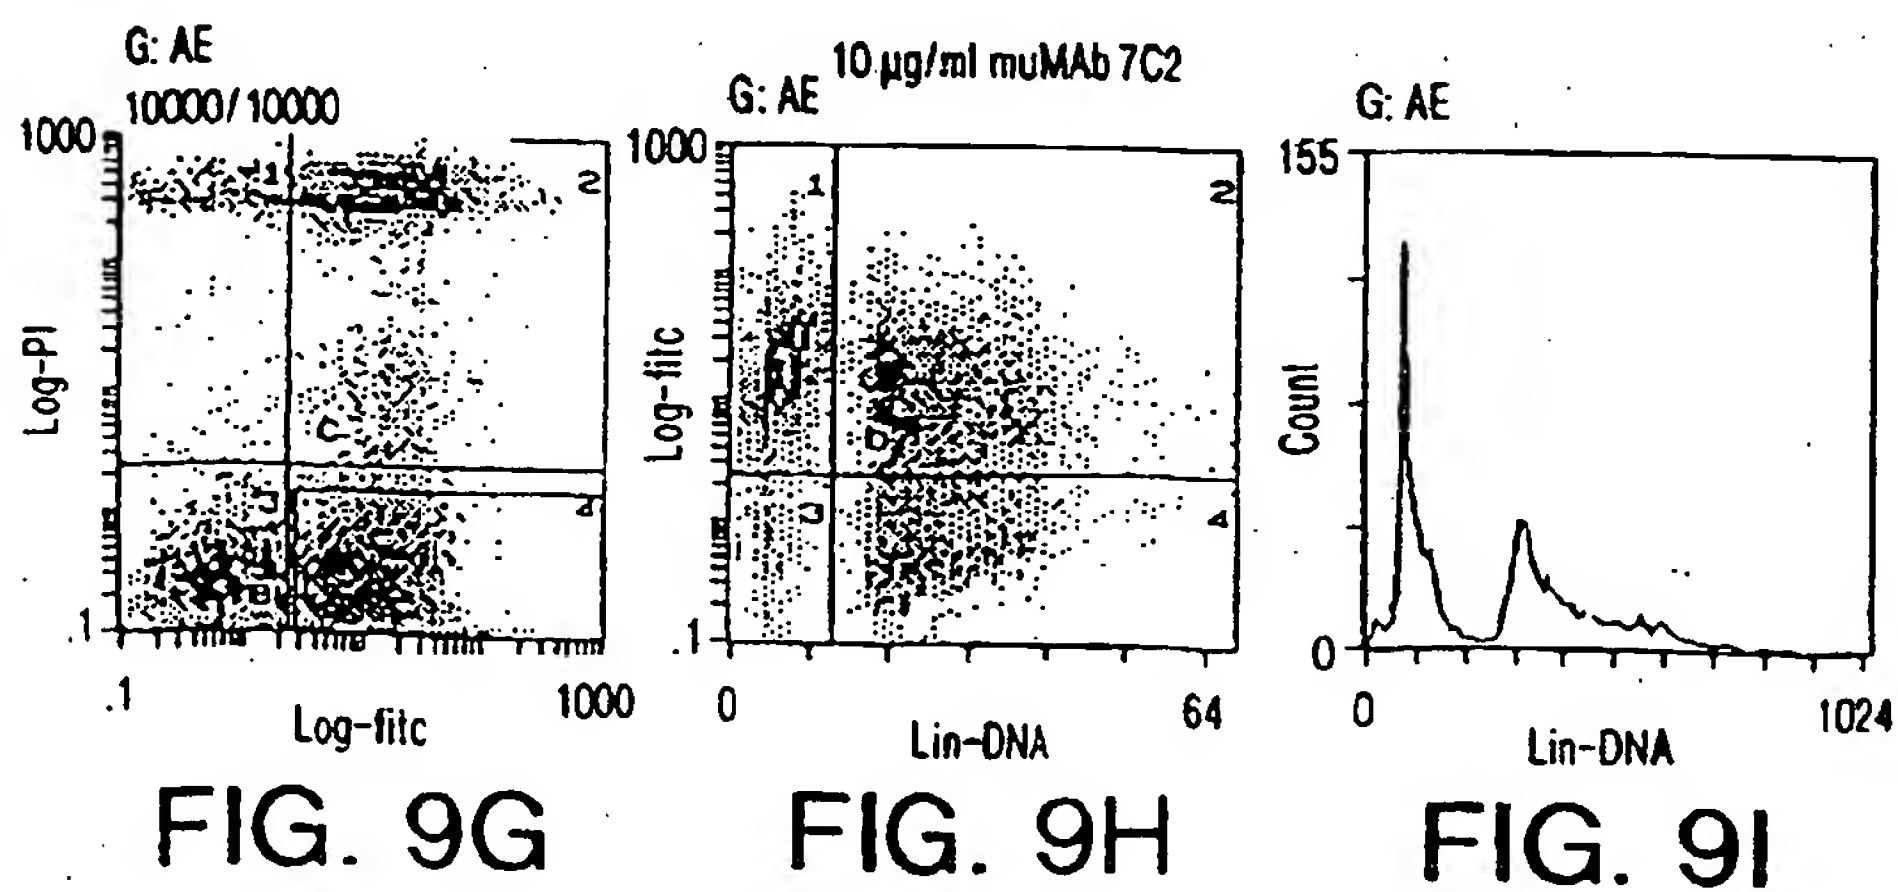 G: AE
10000/10000
1000
1
2
3
4
Log-PI
.1
.1
1000
Log-fitc
FIG. 9G
10 µg/ml muMAb 7C2
G: AE
1000
1
2
3
4
Log-fitc
.1
0
64
Lin-DNA
FIG. 9H
G: AE
155
Count
0
0
1024
Lin-DNA
FIG. 9I